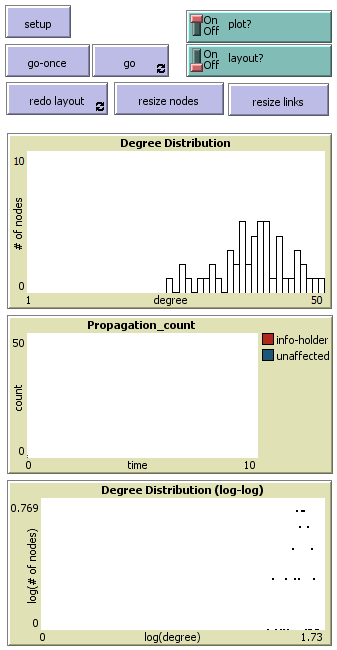 setup
On
Off
plot?
go-once
go
On
Off
layout?
redo layout
resize nodes
resize links
Degree Distribution
10
# of nodes
0
1
degree
50
Propagation_count
50
count
0
0
time
10
info-holder
unaffected
Degree Distribution (log-log)
0.769
log(# of nodes)
0
0
log(degree)
1.73